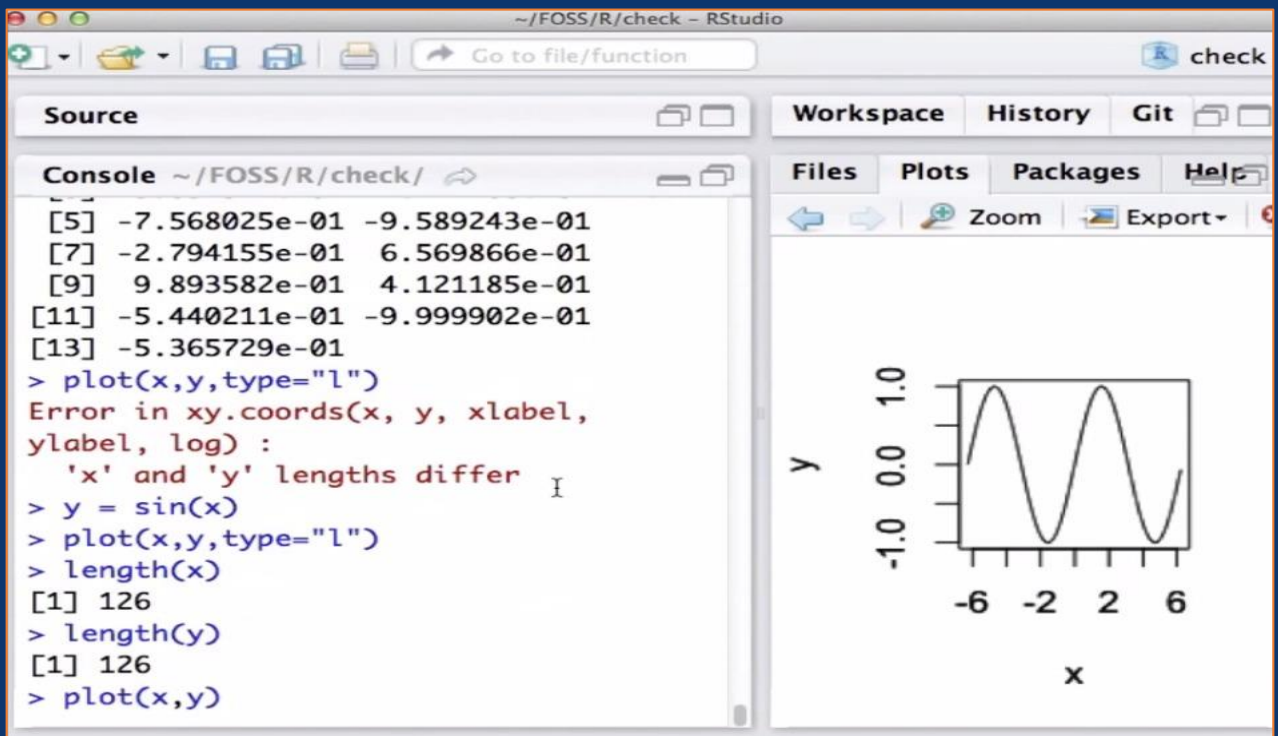 ~/FOSS/R/check - RStudio
Go to file/function
check
Source
Console ~/FOSS/R/check/
[5] -7.568025e-01 -9.589243e-01
[7] -2.794155e-01 6.569866e-01
[9] 9.893582e-01 4.121185e-01
[11] -5.440211e-01 -9.999902e-01
[13] -5.365729e-01
> plot(x,y,type="l")
Error in xy.coords(x, y, xlabel,
ylabel, log) :
'x' and 'y' lengths differ
> y = sin(x)
> plot(x,y,type="l")
> length(x)
[1] 126
> length(y)
[1] 126
> plot(x,y)
Workspace History Git
Files Plots Packages Help
Zoom Export
y
1.0
0.0
-1.0
-6 -2 2 6
x